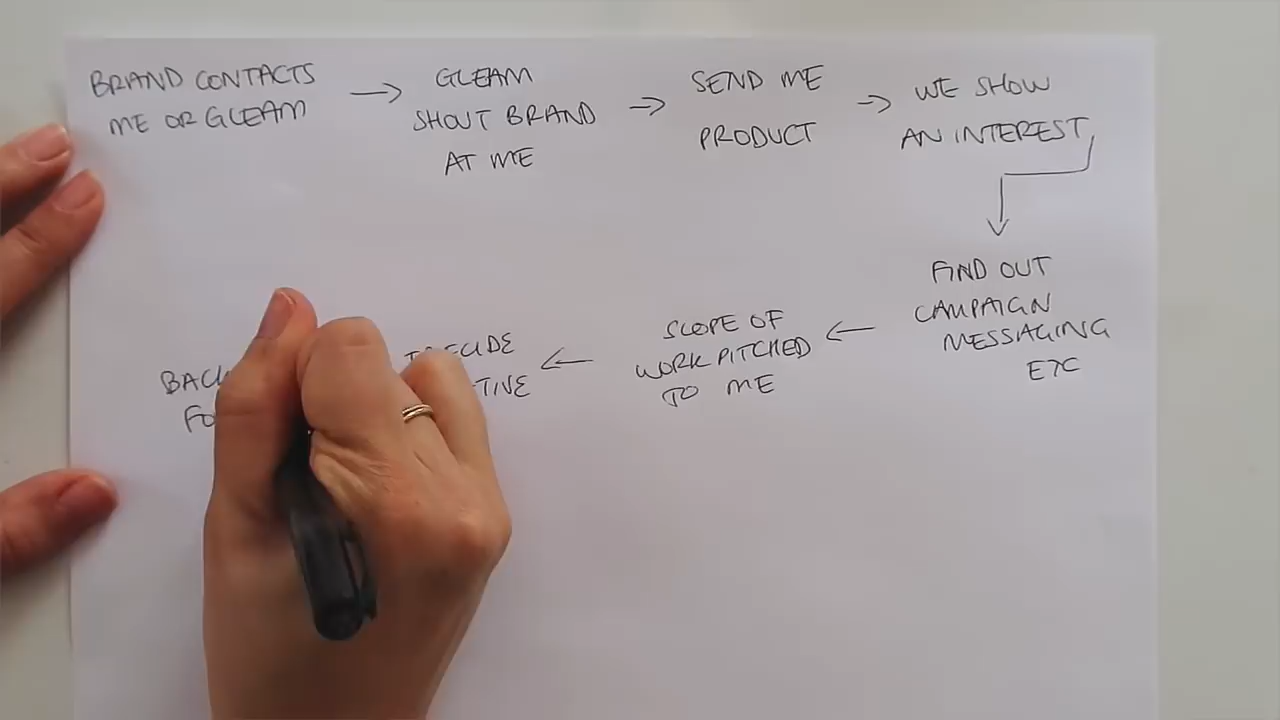 BRAND CONTACTS
ME OR GLEAM
→
GLEAM
SHOUT BRAND
AT ME
→
SEND ME
PRODUCT
→
WE SHOW
AN INTEREST
FIND OUT
CAMPAIGN
MESSAGING
ETC
←
SCOPE OF
WORK PITCHED
TO ME
←